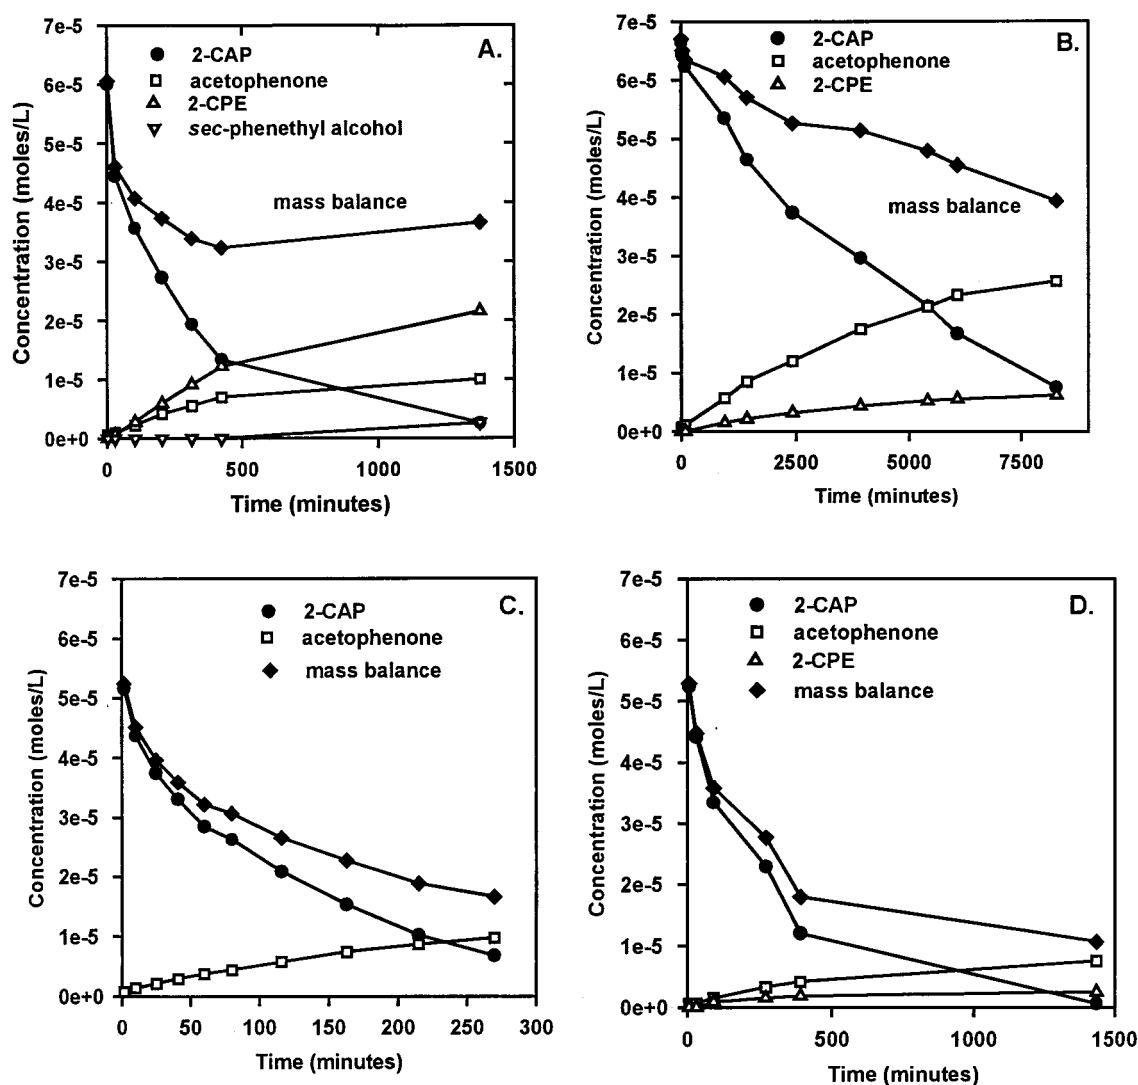 7e-5
6e-5
5e-5
4e-5
3e-5
2e-5
1e-5
0e+0
Concentration (moles/L)
A.
2-CAP
acetophenone
2-CPE
sec-phenethyl alcohol
mass balance
0
500
1000
1500
Time (minutes)
7e-5
6e-5
5e-5
4e-5
3e-5
2e-5
1e-5
0e+0
Concentration (moles/L)
B.
2-CAP
acetophenone
2-CPE
mass balance
0
2500
5000
7500
Time (minutes)
7e-5
6e-5
5e-5
4e-5
3e-5
2e-5
1e-5
0e+0
Concentration (moles/L)
C.
2-CAP
acetophenone
mass balance
0
50
100
150
200
250
300
Time (minutes)
7e-5
6e-5
5e-5
4e-5
3e-5
2e-5
1e-5
0e+0
Concentration (moles/L)
D.
2-CAP
acetophenone
2-CPE
mass balance
0
500
1000
1500
Time (minutes)